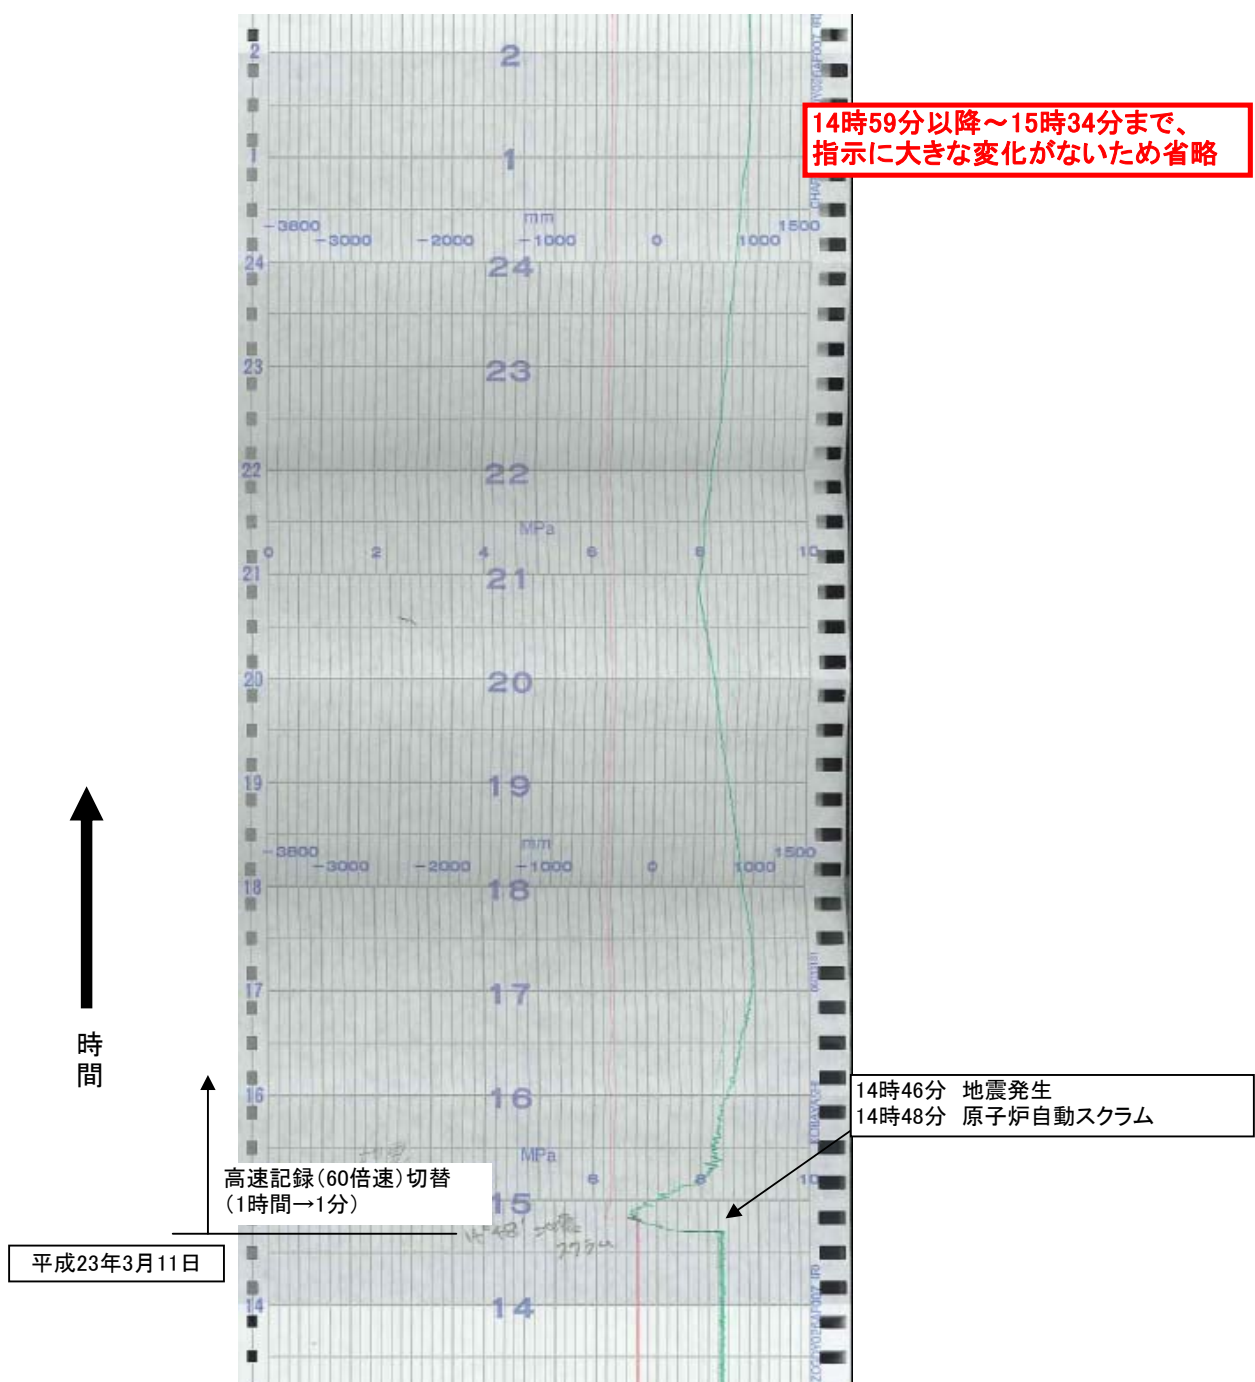 2
2
14時59分以降～15時34分まで、
指示に大きな変化がないため省略
1
1
mm
-3800 -3000 -2000 -1000 0 1000 1500
24
24
23
23
22
22
MPa
0 2 4 6 8 10
21
21
20
20
19
19
mm
-3800 -3000 -2000 -1000 0 1000 1500
18
18
17
17
時
間
16
16
14時46分 地震発生
14時48分 原子炉自動スクラム
MPa
6 8 10
高速記録(60倍速)切替
(1時間→1分)
15
14°48'
平成23年3月11日
14
14